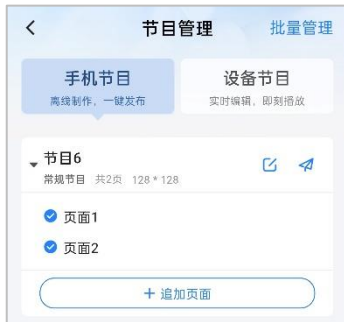 节目管理 批量管理
手机节目 设备节目
离线制作，一键发布 实时编辑，即刻播放
节目6
常规节目 共2页 128*128
页面1
页面2
+ 追加页面